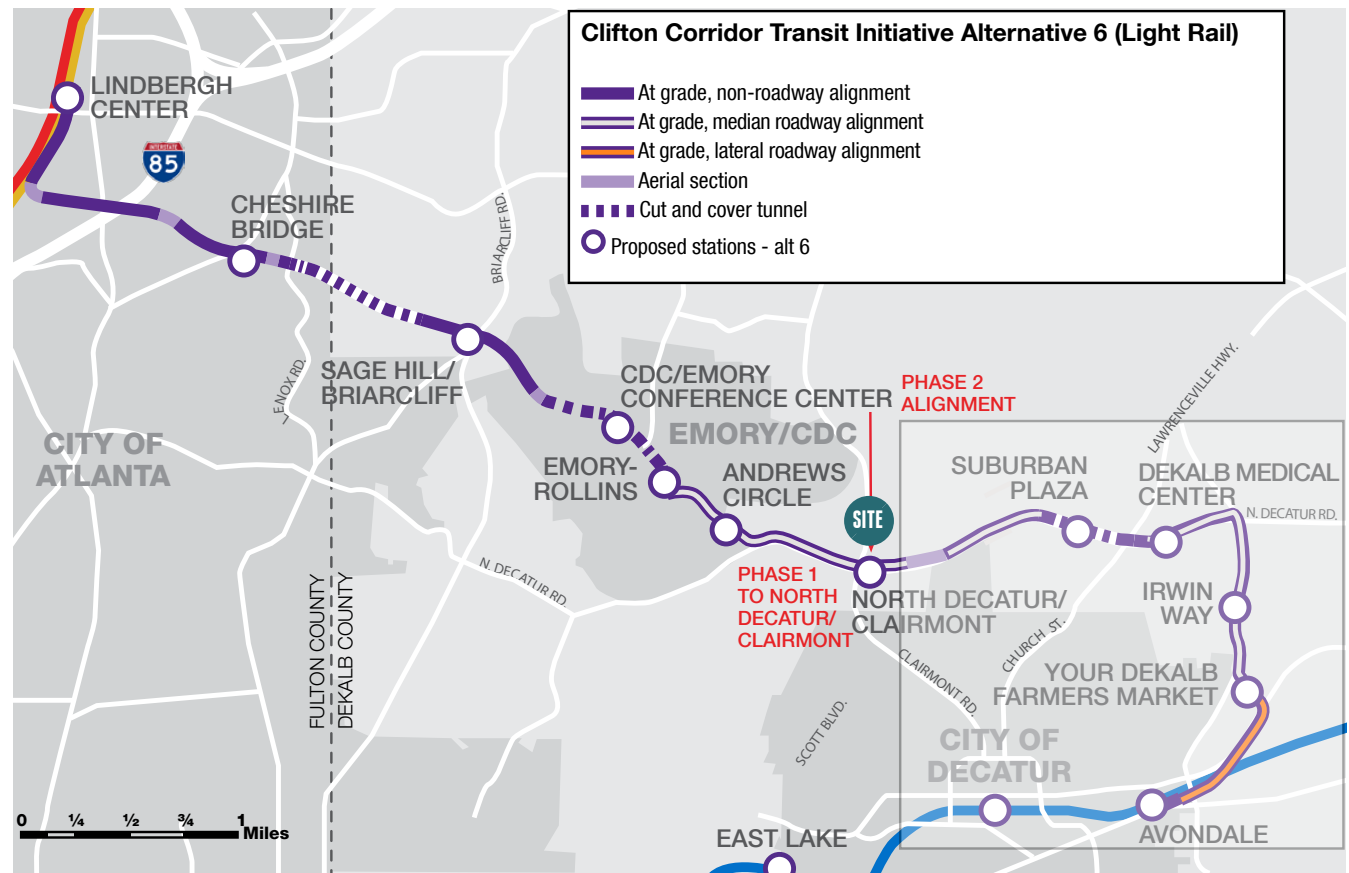 Clifton Corridor Transit Initiative Alternative 6 (Light Rail)
At grade, non-roadway alignment
At grade, median roadway alignment
At grade, lateral roadway alignment
Aerial section
Cut and cover tunnel
Proposed stations - alt 6
LINDBERGH
CENTER
INTERSTATE
85
CHESHIRE
BRIDGE
BRIARCLIFF RD.
LENOX RD.
SAGE HILL/
BRIARCLIFF
CDC/EMORY
CONFERENCE CENTER
PHASE 2
ALIGNMENT
LAWRENCEVILLE HWY.
CITY OF
ATLANTA
EMORY/CDC
EMORY-
ROLLINS
ANDREWS
CIRCLE
SUBURBAN
PLAZA
DEKALB MEDICAL
CENTER
N. DECATUR RD.
SITE
N. DECATUR RD.
PHASE 1
TO NORTH
DECATUR/
CLAIRMONT
NORTH DECATUR/
CLAIRMONT
IRWIN
WAY
FULTON COUNTY
DEKALB COUNTY
CHURCH ST.
CLAIRMONT RD.
YOUR DEKALB
FARMERS MARKET
SCOTT BLVD.
CITY OF
DECATUR
0 ¼ ½ ¾ 1
Miles
EAST LAKE
AVONDALE